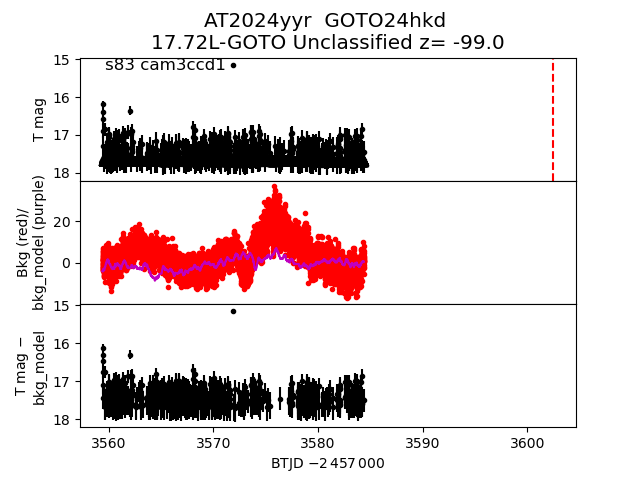 AT2024yyr  GOTO24hkd
17.72L-GOTO Unclassified z= -99.0
s83 cam3ccd1
T mag
15
16
17
18
Bkg (red)/
bkg_model (purple)
20
0
T mag −
bkg_model
15
16
17
18
3560
3570
3580
3590
3600
BTJD −2 457 000